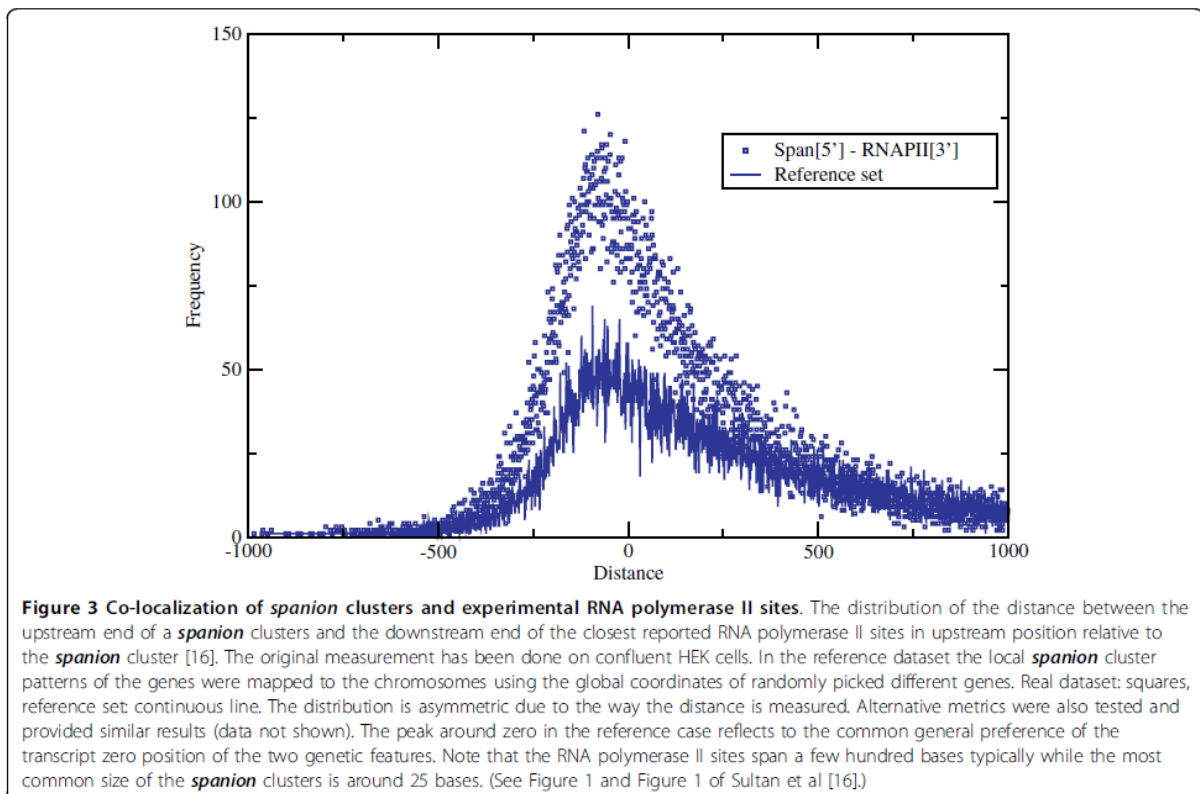 150
100
50
0
Frequency
Span[5'] - RNAPII[3']
Reference set
-1000
-500
0
500
1000
Distance
Figure 3 Co-localization of spanion clusters and experimental RNA polymerase II sites. The distribution of the distance between the
upstream end of a spanion clusters and the downstream end of the closest reported RNA polymerase II sites in upstream position relative to
the spanion cluster [16]. The original measurement has been done on confluent HEK cells. In the reference dataset the local spanion cluster
patterns of the genes were mapped to the chromosomes using the global coordinates of randomly picked different genes. Real dataset: squares,
reference set: continuous line. The distribution is asymmetric due to the way the distance is measured. Alternative metrics were also tested and
provided similar results (data not shown). The peak around zero in the reference case reflects to the common general preference of the
transcript zero position of the two genetic features. Note that the RNA polymerase II sites span a few hundred bases typically while the most
common size of the spanion clusters is around 25 bases. (See Figure 1 and Figure 1 of Sultan et al [16].)